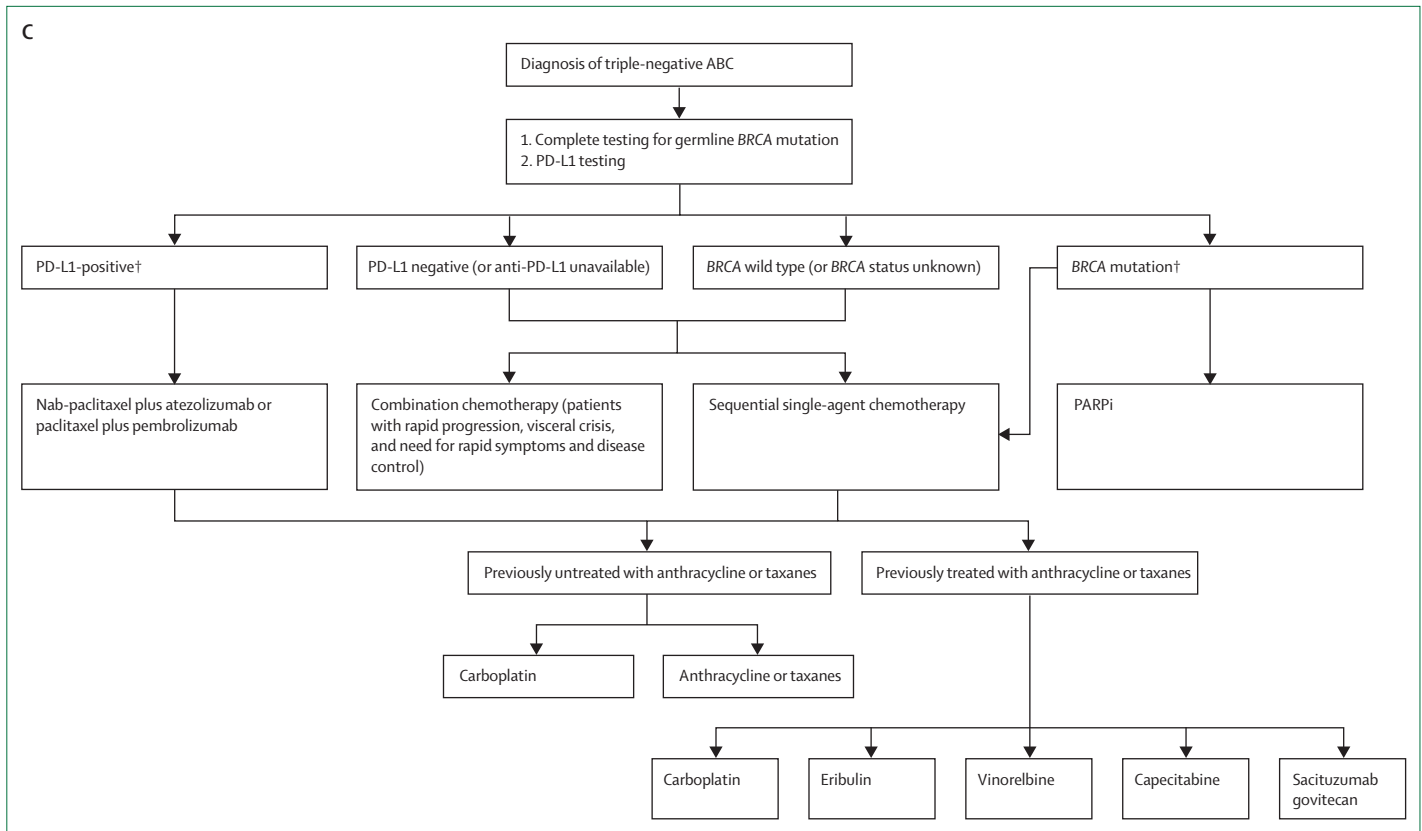 C
Diagnosis of triple-negative ABC
1. Complete testing for germline BRCA mutation
2. PD-L1 testing
PD-L1-positive†
PD-L1 negative (or anti-PD-L1 unavailable)
BRCA wild type (or BRCA status unknown)
BRCA mutation†
Nab-paclitaxel plus atezolizumab or
paclitaxel plus pembrolizumab
Combination chemotherapy (patients
with rapid progression, visceral crisis,
and need for rapid symptoms and disease
control)
Sequential single-agent chemotherapy
PARPi
Previously untreated with anthracycline or taxanes
Previously treated with anthracycline or taxanes
Carboplatin
Anthracycline or taxanes
Carboplatin
Eribulin
Vinorelbine
Capecitabine
Sacituzumab
govitecan